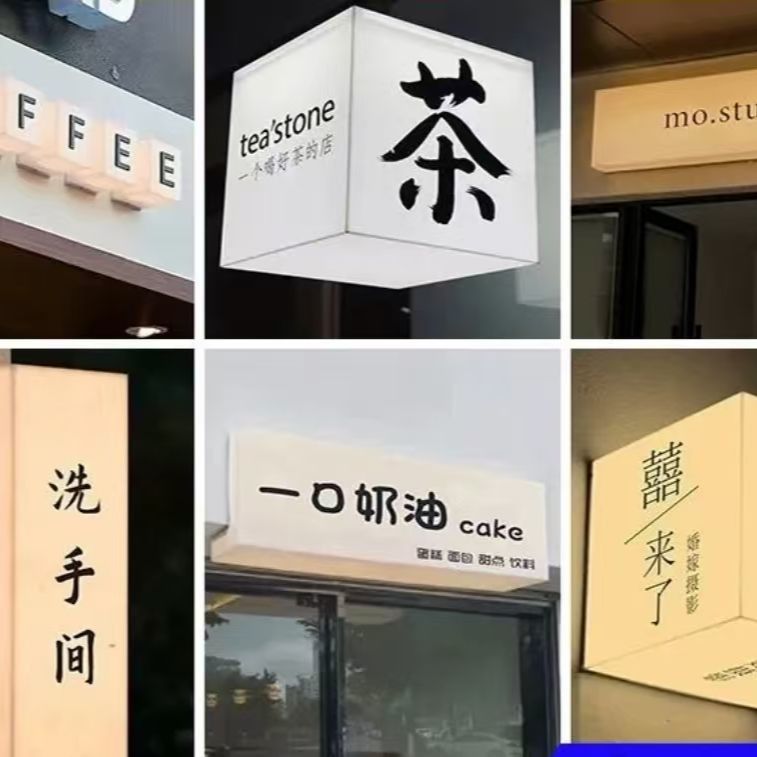 FFEE
tea'stone
一个喝好茶的店
茶
mo.stu
洗手间
一口奶油 cake
蛋糕 面包 甜点 饮料
囍
来了
婚嫁摄影